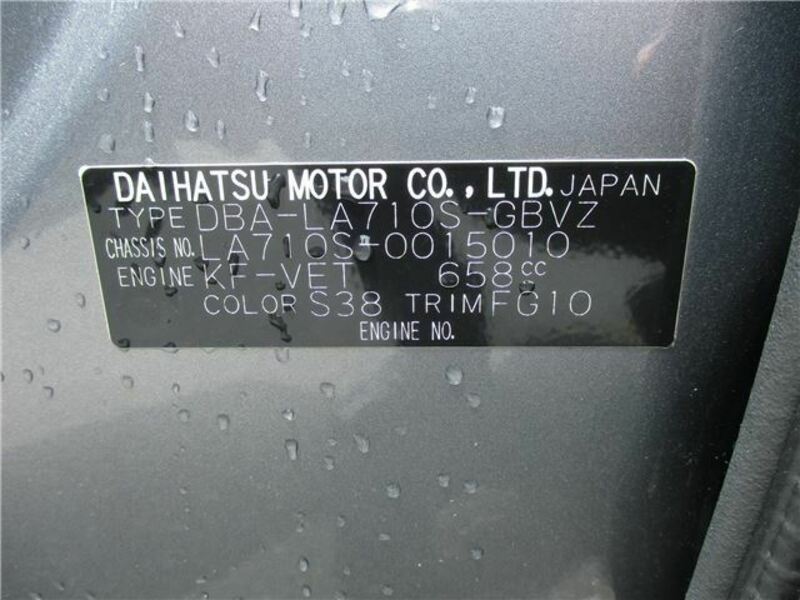 DAIHATSU MOTOR CO., LTD. JAPAN
TYPE DBA-LA710S-GBVZ
CHASSIS NO. LA710S-0015010
ENGINE KF-VET 658cc
COLOR S38 TRIM FG10
ENGINE NO.